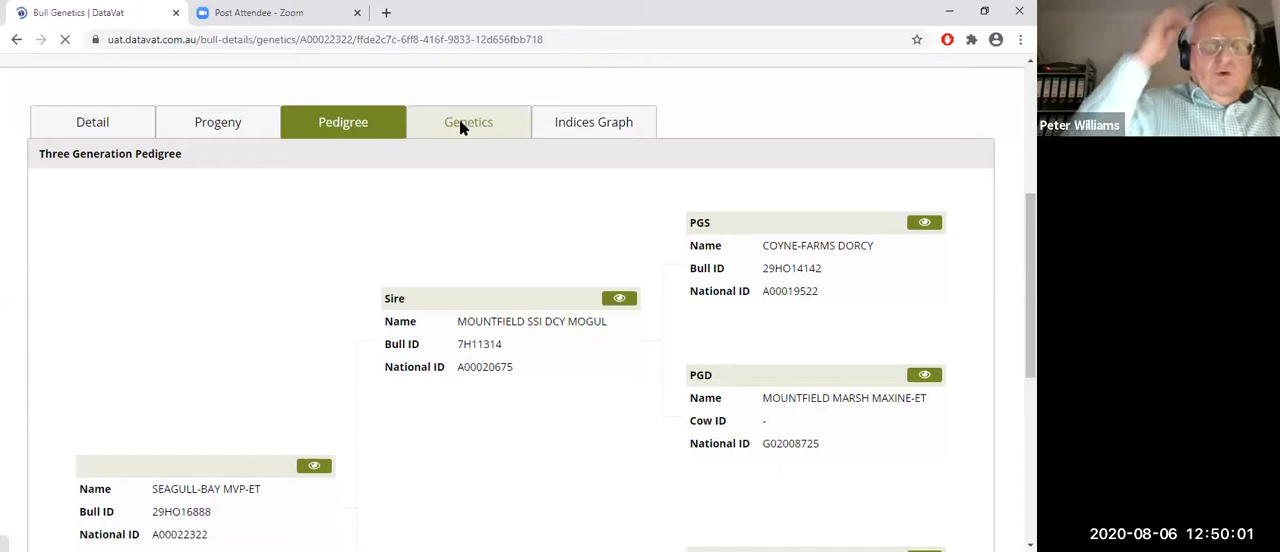 Bull Genetics | DataVat
Post Attendee - Zoom
uat.datavat.com.au/bull-details/genetics/A00022322/ffde2c7c-6ff8-416f-9833-12d656fbb718
Detail
Progeny
Pedigree
Genetics
Indices Graph
Three Generation Pedigree
PGS
Name COYNE-FARMS DORCY
Bull ID 29HO14142
National ID A00019522
Sire
Name MOUNTFIELD SSI DCY MOGUL
Bull ID 7H11314
National ID A00020675
PGD
Name MOUNTFIELD MARSH MAXINE-ET
Cow ID -
National ID G02008725
Name SEAGULL-BAY MVP-ET
Bull ID 29HO16888
National ID A00022322
Peter Williams
2020-08-06 12:50:01